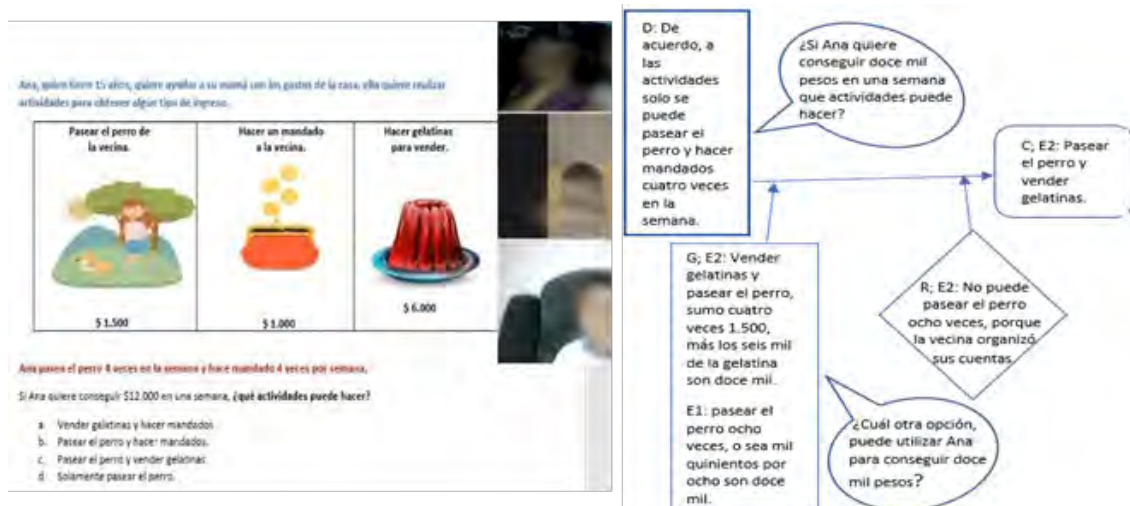 Ana, quien tiene 15 años, quiere ayudar a su mamá con los gastos de la casa, ella quiere realizar
actividades para obtener algún tipo de ingreso.
Pasear el perro de
la vecina.
$ 1.500
Hacer un mandado
a la vecina.
$ 1.000
Hacer gelatinas
para vender.
$ 6.000
Ana pasea el perro 4 veces en la semana y hace mandado 4 veces por semana.
Si Ana quiere conseguir $12.000 en una semana, ¿qué actividades puede hacer?
a. Vender gelatinas y hacer mandados
b. Pasear el perro y hacer mandados.
c. Pasear el perro y vender gelatinas
d. Solamente pasear el perro.
D: De
acuerdo, a
las
actividades
solo se
puede
pasear el
perro y hacer
mandados
cuatro veces
en la
semana.
¿Si Ana quiere
conseguir doce mil
pesos en una semana
que actividades puede
hacer?
C; E2: Pasear
el perro y
vender
gelatinas.
G; E2: Vender
gelatinas y
pasear el perro,
sumo cuatro
veces 1.500,
más los seis mil
de la gelatina
son doce mil.
E1: pasear el
perro ocho
veces, o sea mil
quinientos por
ocho son doce
mil.
R; E2: No puede
pasear el perro
ocho veces, porque
la vecina organizó
sus cuentas.
¿Cuál otra opción,
puede utilizar Ana
para conseguir doce
mil pesos?